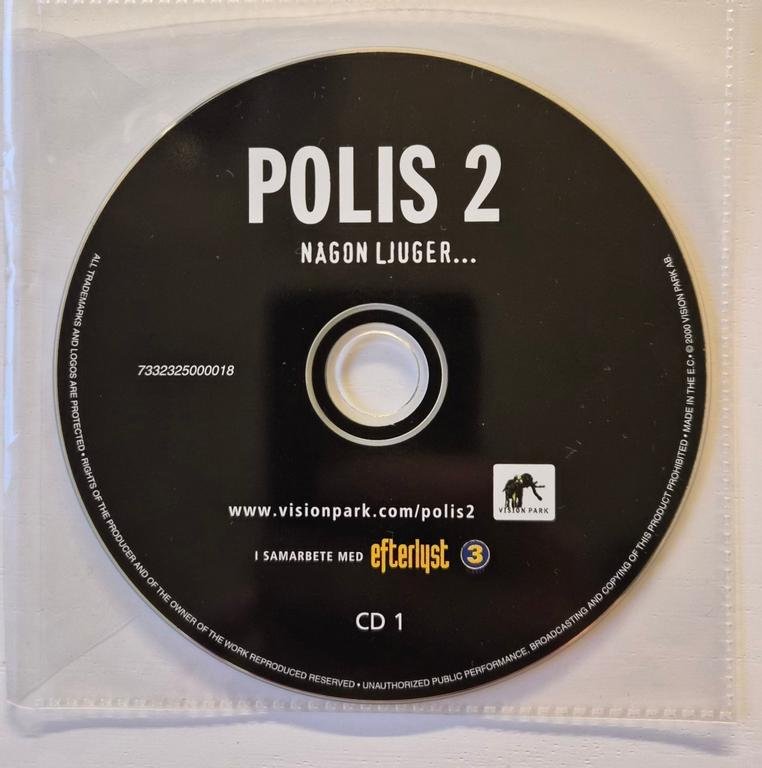 POLIS 2
NÅGON LJUGER...
7332325000018
VISION PARK
www.visionpark.com/polis2
I SAMARBETE MED efterlyst 3
CD 1
ALL TRADEMARKS AND LOGOS ARE PROTECTED • RIGHTS OF THE PRODUCER AND OF THE OWNER OF THE WORK REPRODUCED RESERVED • UNAUTHORIZED PUBLIC PERFORMANCE, BROADCASTING AND COPYING OF THIS PRODUCT PROHIBITED • MADE IN THE E.C. • © 2000 VISION PARK AB.